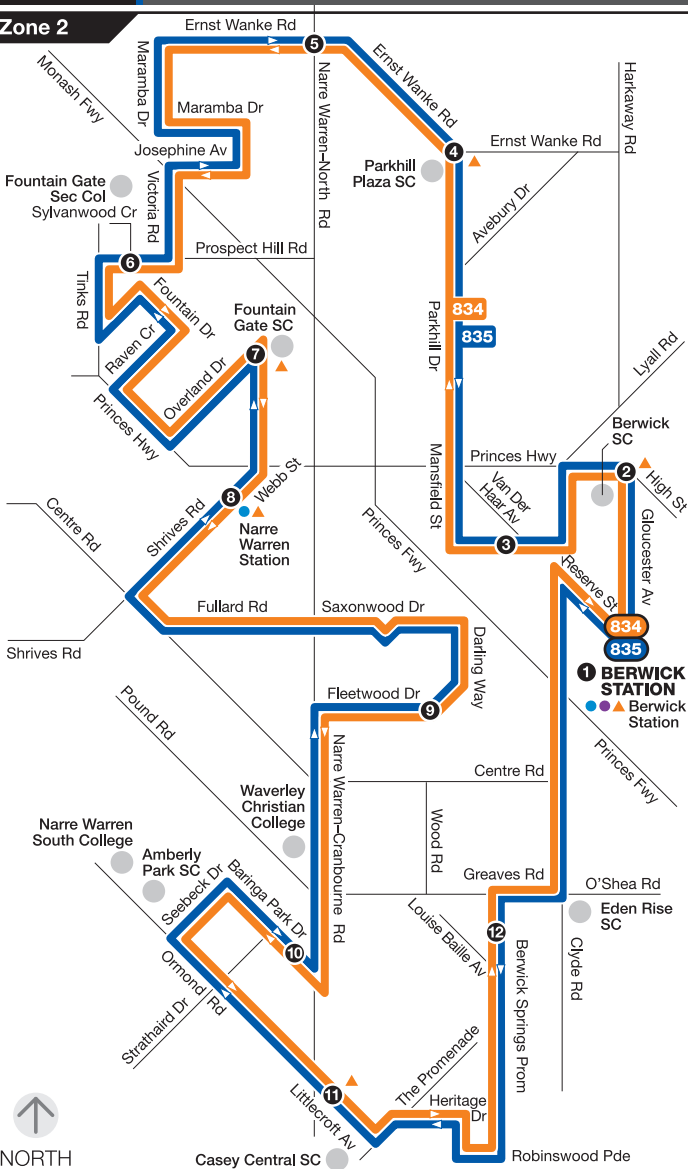 Zone 2
Ernst Wanke Rd
5
Monash Fwy
Maramba Dr
Maramba Dr
Narre Warren–North Rd
Ernst Wanke Rd
Harkaway Rd
Josephine Av
4
Ernst Wanke Rd
Parkhill
Plaza SC
Avebury Dr
Fountain Gate
Sec Col
Sylvanwood Cr
Victoria Rd
Prospect Hill Rd
6
Tinks Rd
Fountain Dr
Raven Cr
Fountain
Gate SC
7
Overland Dr
Princes Hwy
834
835
Parkhill Dr
Lyall Rd
Berwick
SC
Princes Hwy
2
High St
Mansfield St
Van Der
Haar Av
3
Gloucester Av
Reserve St
Webb St
8
Narre
Warren
Station
Shrives Rd
Centre Rd
Princes Fwy
Fullard Rd
Saxonwood Dr
Shrives Rd
Darling Way
834
835
1 BERWICK
STATION
Berwick
Station
Princes Fwy
Pound Rd
Fleetwood Dr
9
Narre Warren–Cranbourne Rd
Centre Rd
Waverley
Christian
College
Wood Rd
Narre Warren
South College
Amberly
Park SC
Seebeck Dr
Baringa Park Dr
Greaves Rd
O'Shea Rd
Eden Rise
SC
Louise Baille Av
12
10
Ormond Rd
Berwick Springs Prom
Clyde Rd
Strathaird Dr
11
The Promenade
Littlecroft Av
Heritage
Dr
NORTH
Casey Central SC
Robinswood Pde